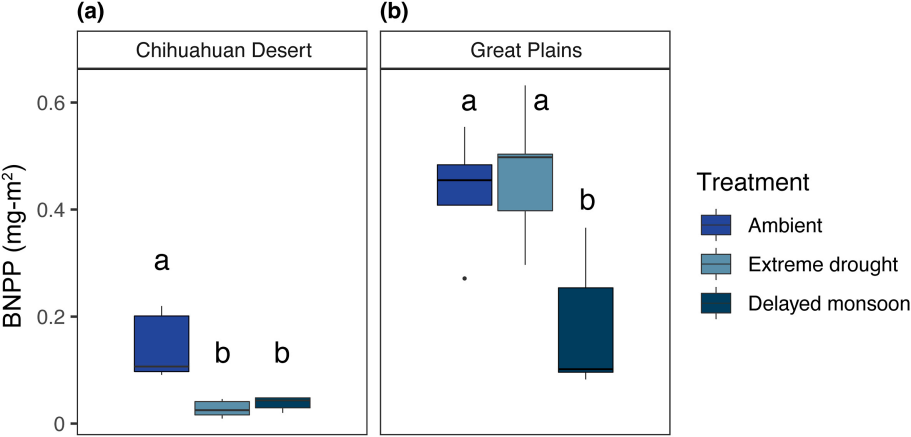 (a)
(b)
Chihuahuan Desert
Great Plains
BNPP (mg-m²)
0.6
0.4
0.2
0
a
b
b
a
a
b
Treatment
Ambient
Extreme drought
Delayed monsoon